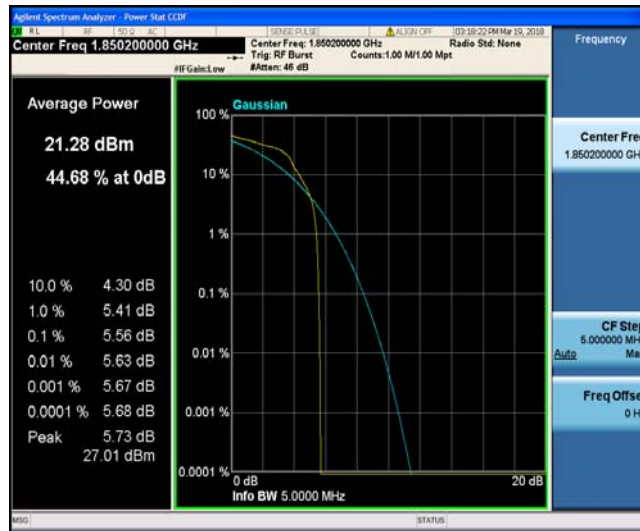 Agilent Spectrum Analyzer - Power Stat CCDF
RL RF 50 Ω AC SENSE:PULSE ALIGN OFF 03:18:22 PM Mar 19, 2018
Center Freq 1.850200000 GHz
Center Freq: 1.850200000 GHz Radio Std: None
Trig: RF Burst Counts:1.00 M/1.00 Mpt
#IFGain:Low #Atten: 46 dB
Frequency
Average Power
21.28 dBm
44.68 % at 0dB
10.0 % 4.30 dB
1.0 % 5.41 dB
0.1 % 5.56 dB
0.01 % 5.63 dB
0.001 % 5.67 dB
0.0001 % 5.68 dB
Peak 5.73 dB
27.01 dBm
Gaussian
100 %
10 %
1 %
0.1 %
0.01 %
0.001 %
0.0001 %
0 dB 20 dB
Info BW 5.0000 MHz
Center Fre
1.850200000 GH
CF Step
5.000000 MH
Auto Ma
Freq Offse
0 H
MSG STATUS